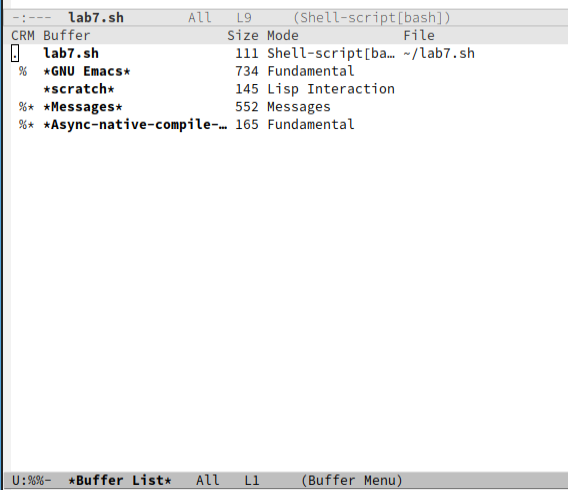 -:---  lab7.sh        All   L9     (Shell-script[bash])
CRM Buffer                 Size Mode             File
.   lab7.sh                 111 Shell-script[ba… ~/lab7.sh
 %  *GNU Emacs*             734 Fundamental
    *scratch*               145 Lisp Interaction
 %* *Messages*              552 Messages
 %* *Async-native-compile-… 165 Fundamental
U:%%-  *Buffer List*   All   L1     (Buffer Menu)